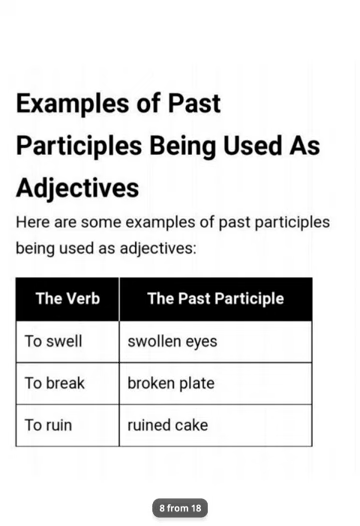 Examples of Past
Participles Being Used As
Adjectives
Here are some examples of past participles
being used as adjectives:
The Verb The Past Participle
To swell swollen eyes
To break broken plate
To ruin ruined cake
8 from 18